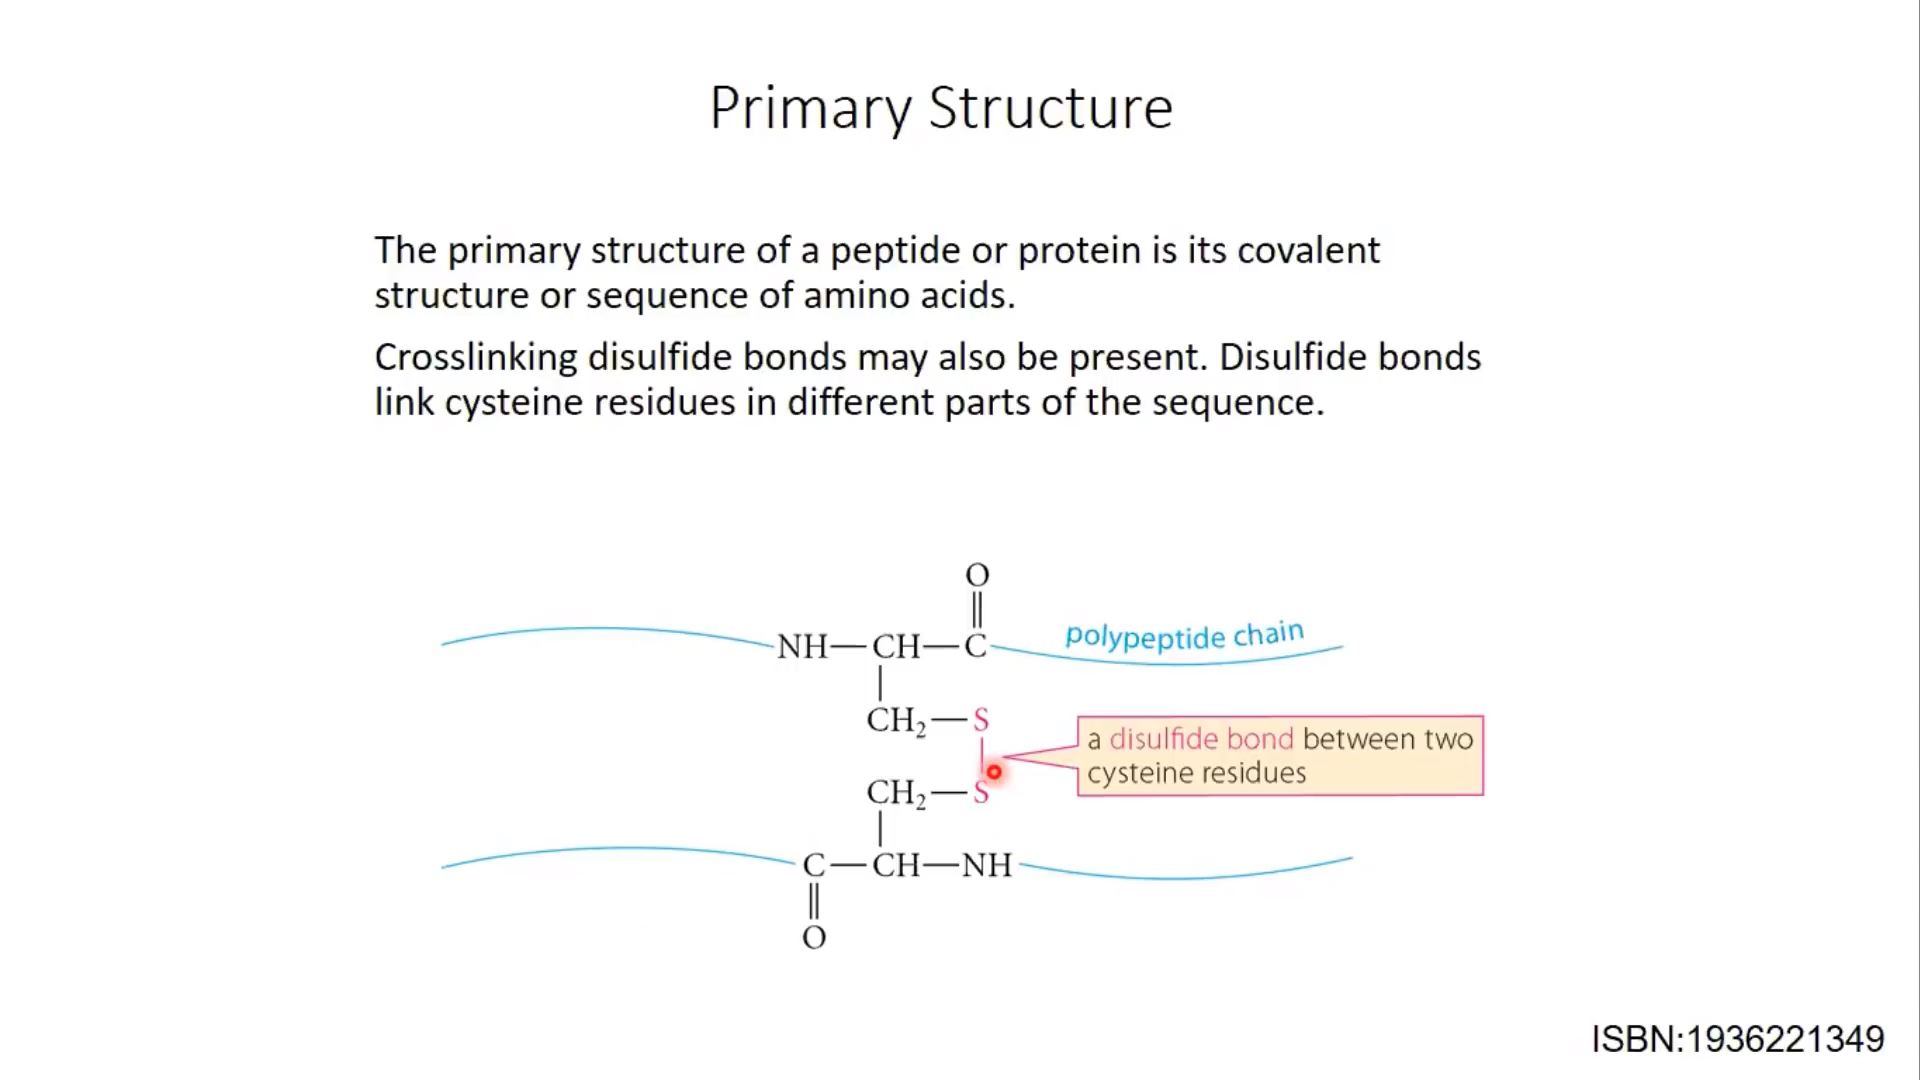 Primary Structure
The primary structure of a peptide or protein is its covalent
structure or sequence of amino acids.
Crosslinking disulfide bonds may also be present. Disulfide bonds
link cysteine residues in different parts of the sequence.
O
NH—CH—C
polypeptide chain
CH₂—S
a disulfide bond between two
cysteine residues
CH₂—S
C—CH—NH
O
ISBN:1936221349